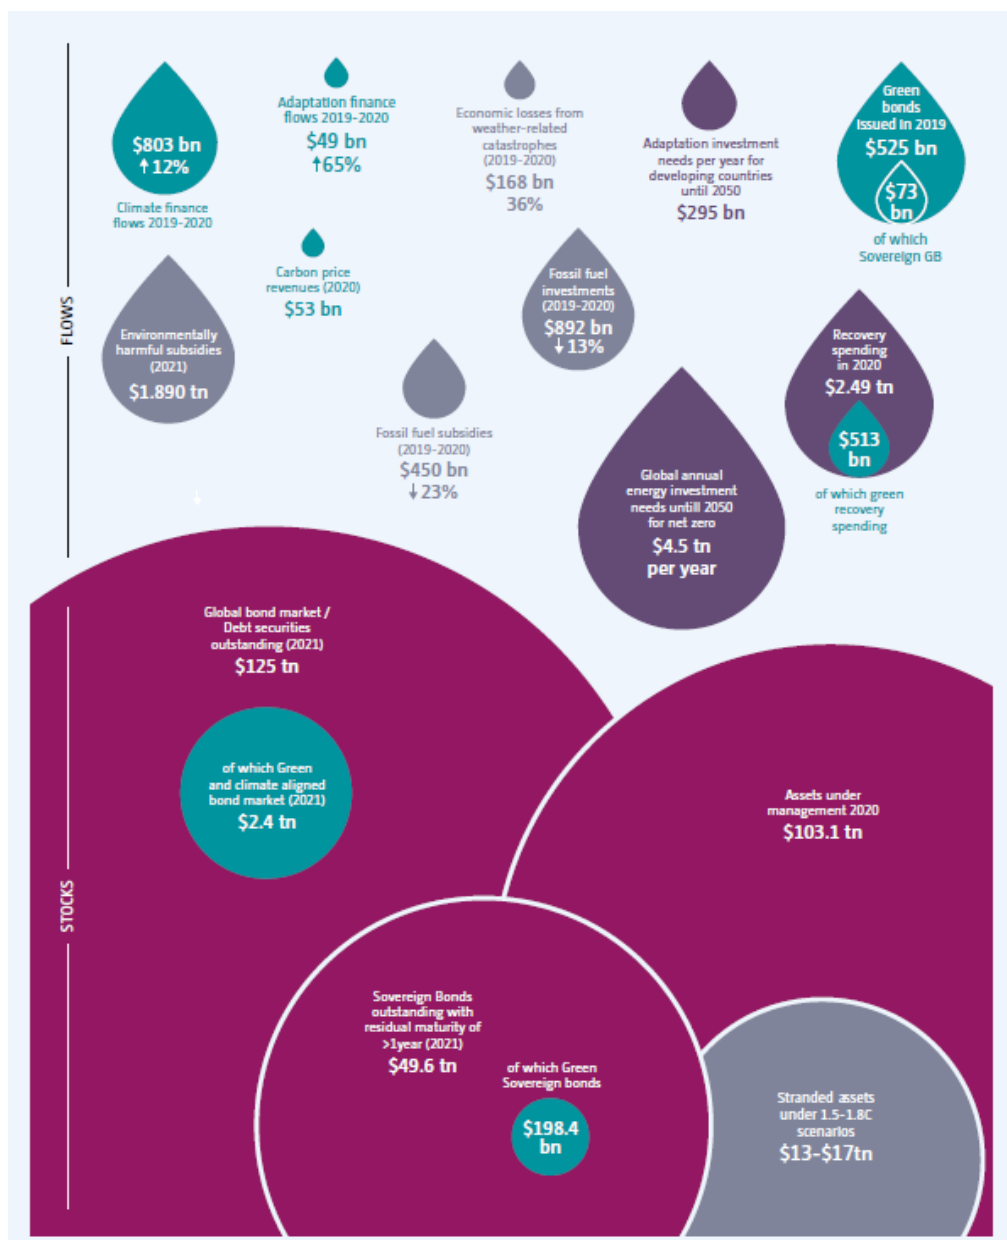 $803 bn
↑12%
Climate finance
flows 2019-2020
Adaptation finance
flows 2019-2020
$49 bn
↑65%
Economic losses from
weather-related
catastrophes
(2019-2020)
$168 bn
36%
Adaptation investment
needs per year for
developing countries
until 2050
$295 bn
Green
bonds
issued in 2019
$525 bn
$73
bn
of which
Sovereign GB
FLOWS
Environmentally
harmful subsidies
(2021)
$1.890 tn
Carbon price
revenues (2020)
$53 bn
Fossil fuel
investments
(2019-2020)
$892 bn
↓13%
Fossil fuel subsidies
(2019-2020)
$450 bn
↓23%
Recovery
spending
in 2020
$2.49 tn
$513
bn
of which green
recovery
spending
Global annual
energy investment
needs untill 2050
for net zero
$4.5 tn
per year
STOCKS
Global bond market /
Debt securities
outstanding (2021)
$125 tn
of which Green
and climate aligned
bond market (2021)
$2.4 tn
Assets under
management 2020
$103.1 tn
Sovereign Bonds
outstanding with
residual maturity of
>1year (2021)
$49.6 tn
of which Green
Sovereign bonds
$198.4
bn
Stranded assets
under 1.5-1.8C
scenarios
$13-$17tn